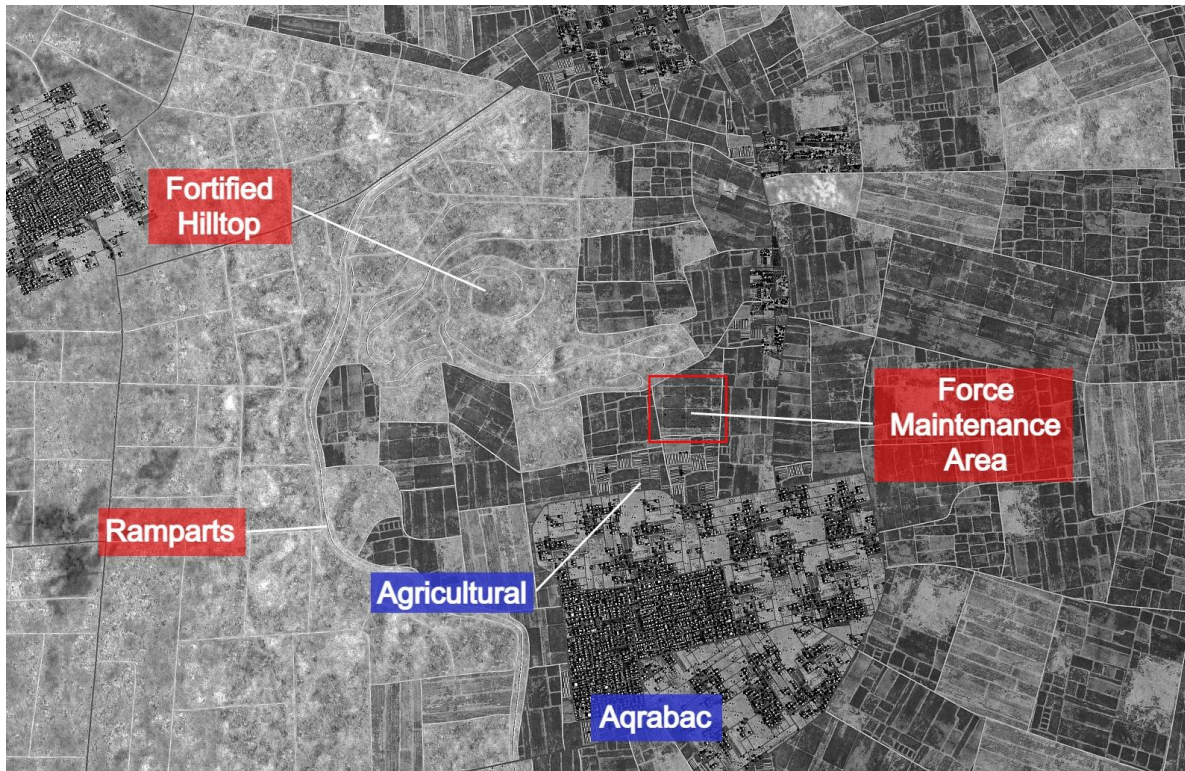 Fortified
Hilltop
Force
Maintenance
Area
Ramparts
Agricultural
Aqrabac